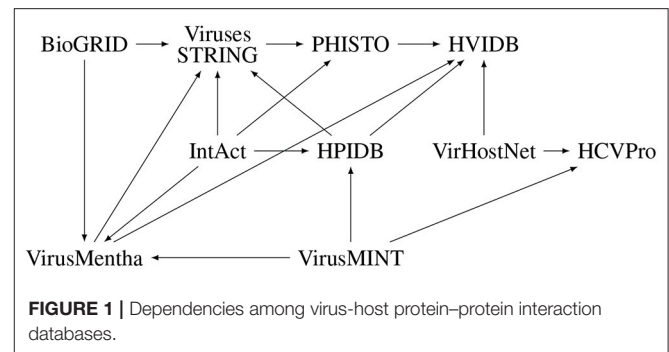 BioGRID
Viruses
STRING
PHISTO
HVIDB
IntAct
HPIDB
VirHostNet
HCVPro
VirusMentha
VirusMINT
FIGURE 1 | Dependencies among virus-host protein–protein interaction
databases.